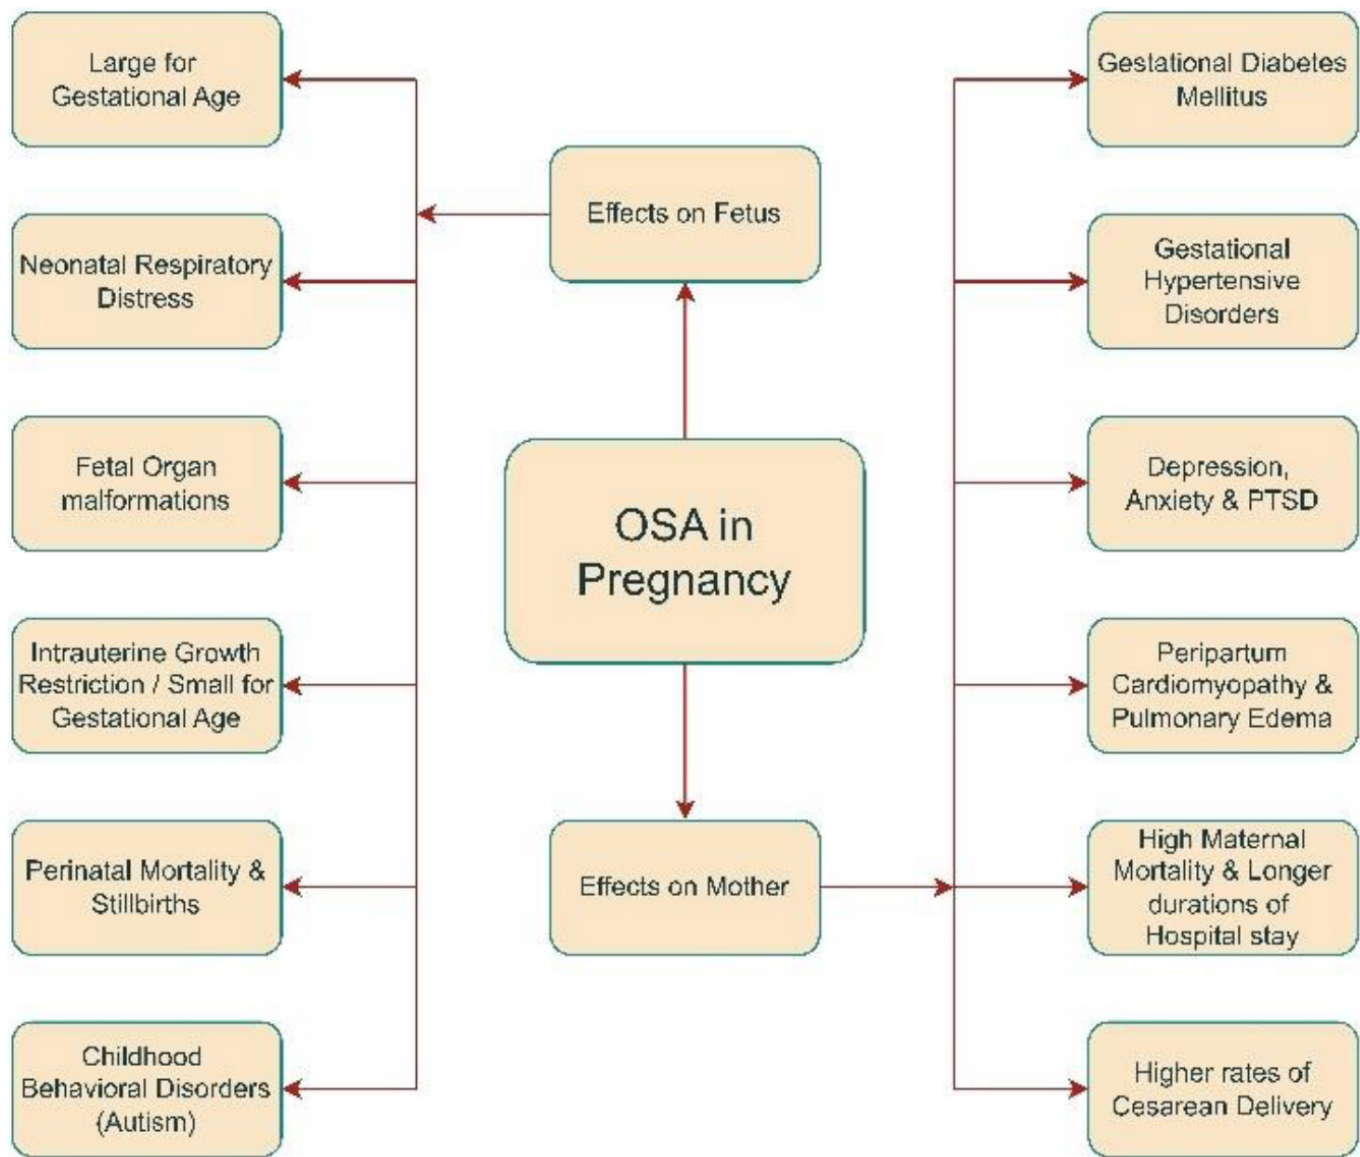 Large for
Gestational Age
Neonatal Respiratory
Distress
Fetal Organ
malformations
Intrauterine Growth
Restriction / Small for
Gestational Age
Perinatal Mortality &
Stillbirths
Childhood
Behavioral Disorders
(Autism)
Effects on Fetus
OSA in
Pregnancy
Effects on Mother
Gestational Diabetes
Mellitus
Gestational
Hypertensive
Disorders
Depression,
Anxiety & PTSD
Peripartum
Cardiomyopathy &
Pulmonary Edema
High Maternal
Mortality & Longer
durations of
Hospital stay
Higher rates of
Cesarean Delivery